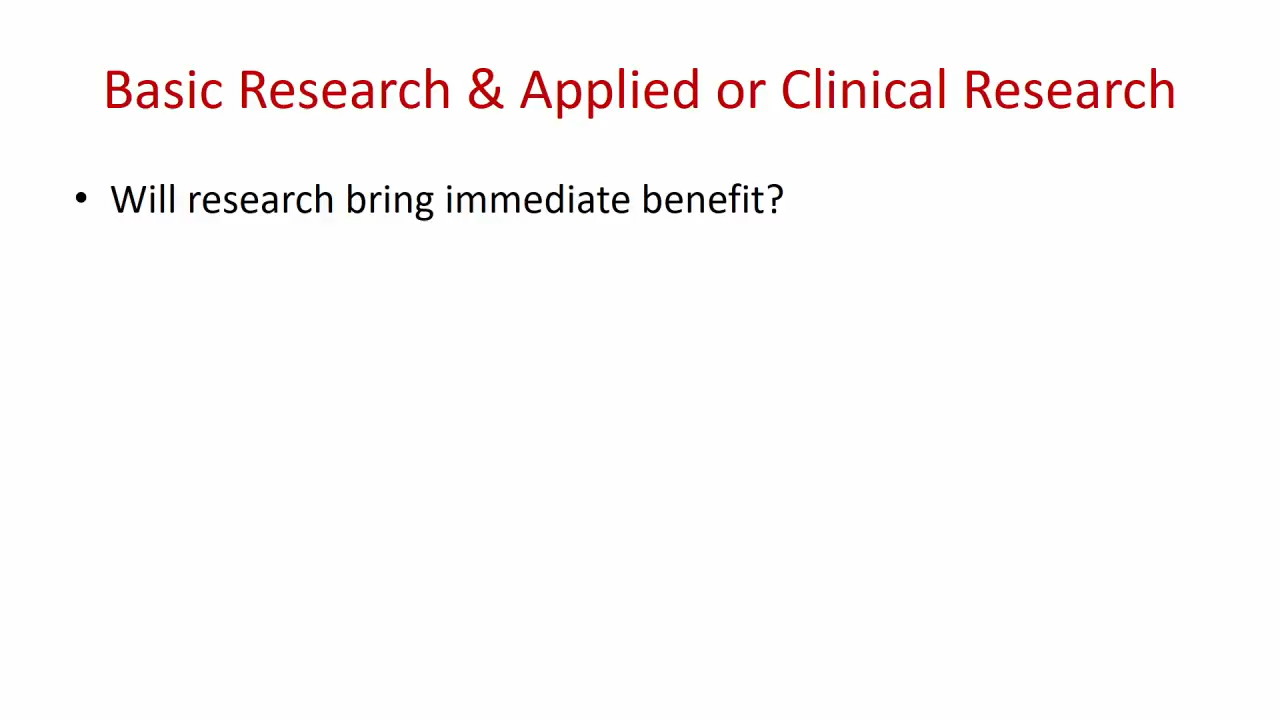 Basic Research & Applied or Clinical Research
• Will research bring immediate benefit?